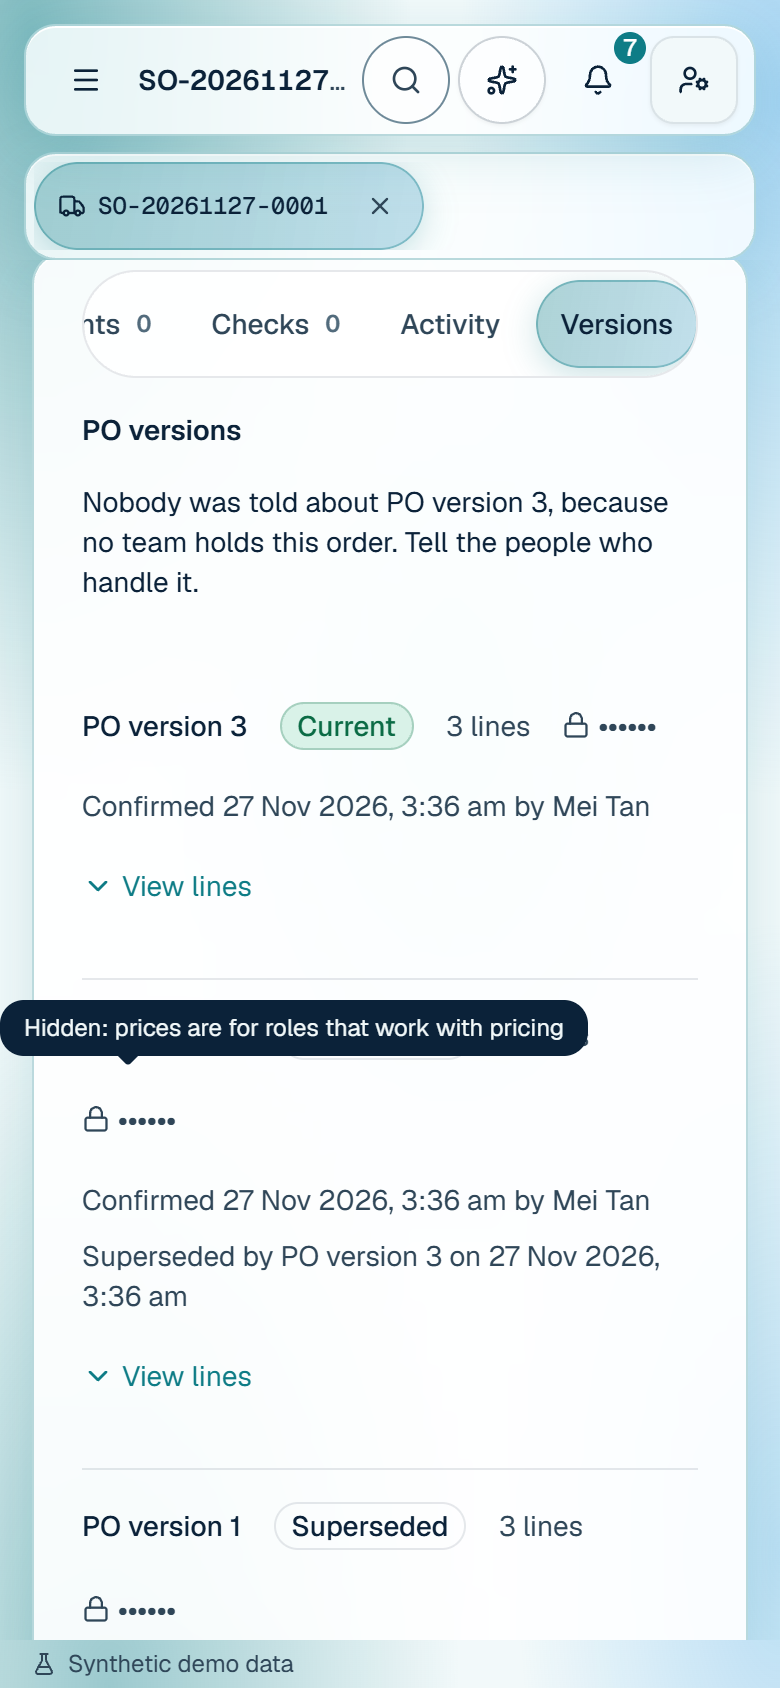 SO-20261127...
7
SO-20261127-0001
nts 0 Checks 0 Activity Versions
PO versions
Nobody was told about PO version 3, because
no team holds this order. Tell the people who
handle it.
PO version 3 Current 3 lines ••••••
Confirmed 27 Nov 2026, 3:36 am by Mei Tan
View lines
Hidden: prices are for roles that work with pricing
••••••
Confirmed 27 Nov 2026, 3:36 am by Mei Tan
Superseded by PO version 3 on 27 Nov 2026,
3:36 am
View lines
PO version 1 Superseded 3 lines
••••••
Synthetic demo data